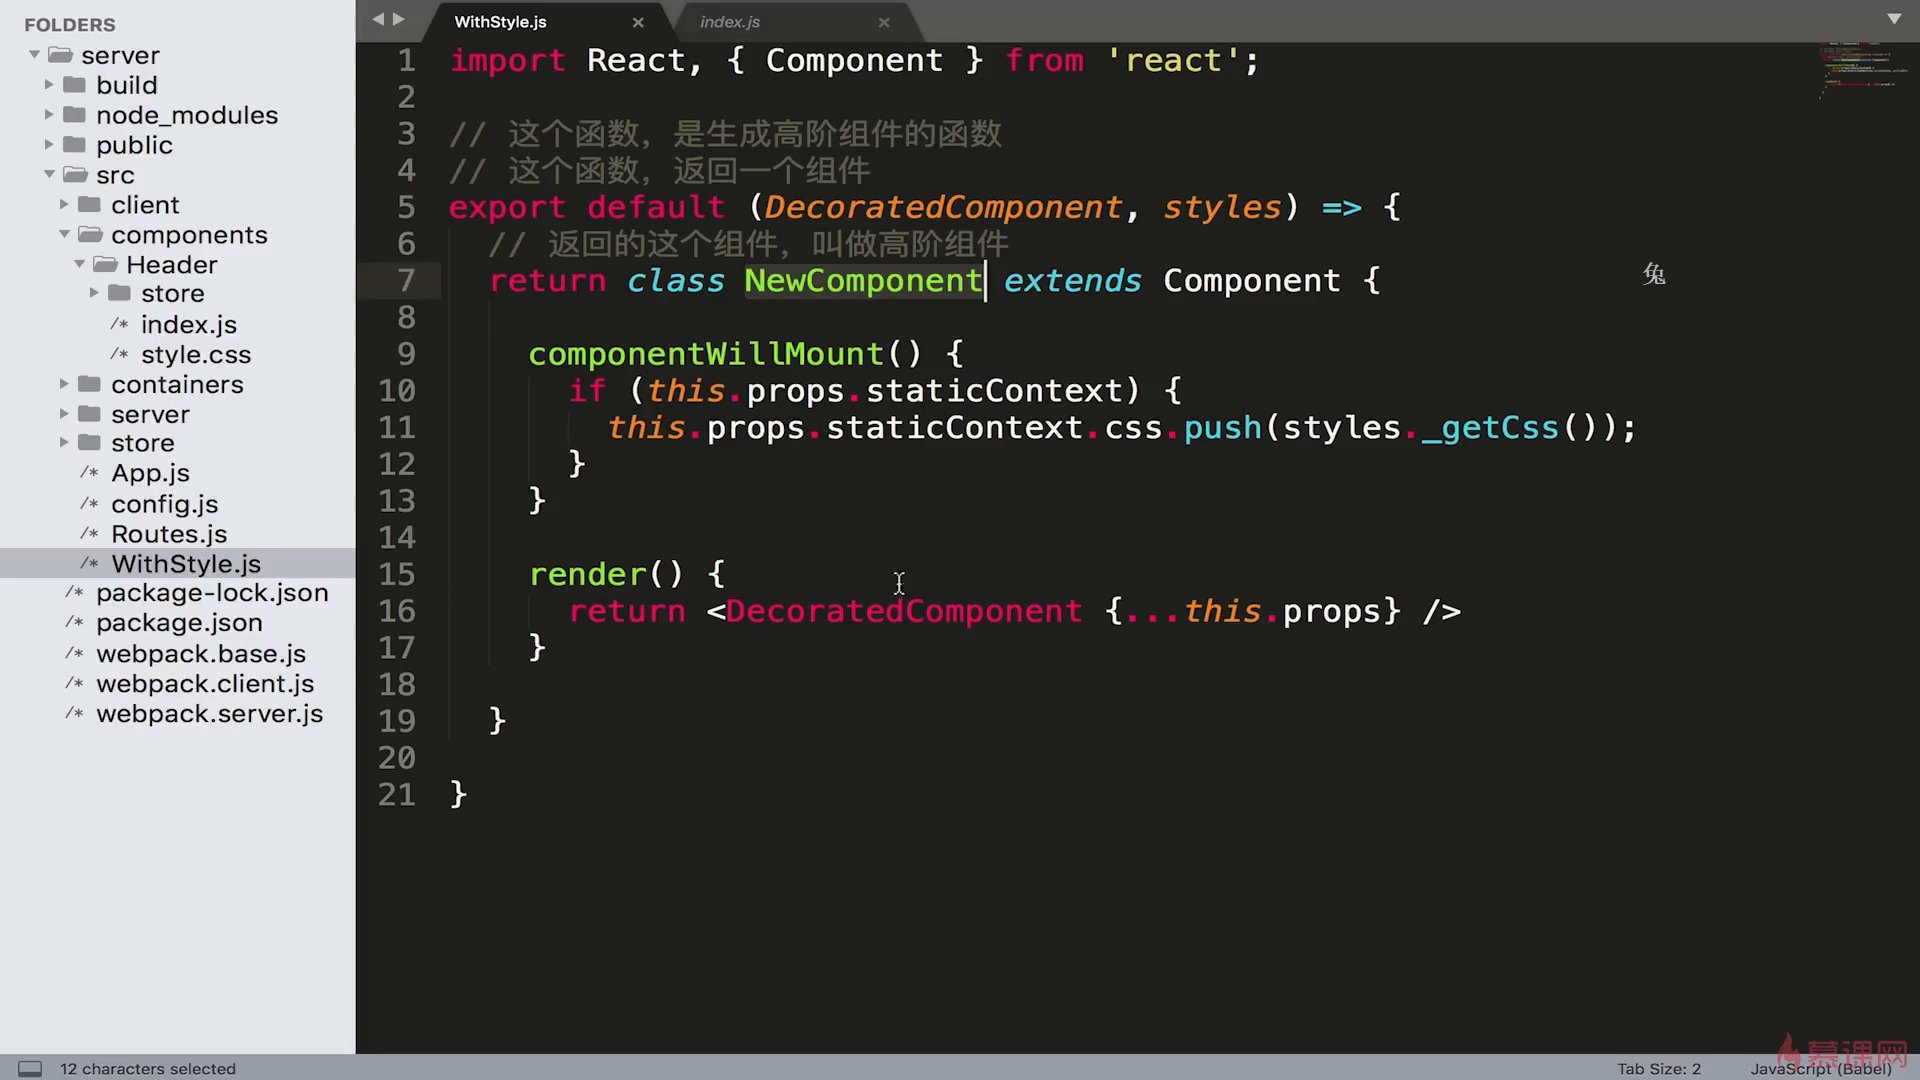 FOLDERS
server
build
node_modules
public
src
client
components
Header
store
/* index.js
/* style.css
containers
server
store
/* App.js
/* config.js
/* Routes.js
/* WithStyle.js
/* package-lock.json
/* package.json
/* webpack.base.js
/* webpack.client.js
/* webpack.server.js
WithStyle.js ×
index.js ×
1 import React, { Component } from 'react';
2
3 // 这个函数，是生成高阶组件的函数
4 // 这个函数，返回一个组件
5 export default (DecoratedComponent, styles) => {
6 // 返回的这个组件，叫做高阶组件
7 return class NewComponent extends Component {
8
9 componentWillMount() {
10 if (this.props.staticContext) {
11 this.props.staticContext.css.push(styles._getCss());
12 }
13 }
14
15 render() {
16 return <DecoratedComponent {...this.props} />
17 }
18
19 }
20
21 }
兔
12 characters selected
Tab Size: 2
JavaScript (Babel)
慕课网